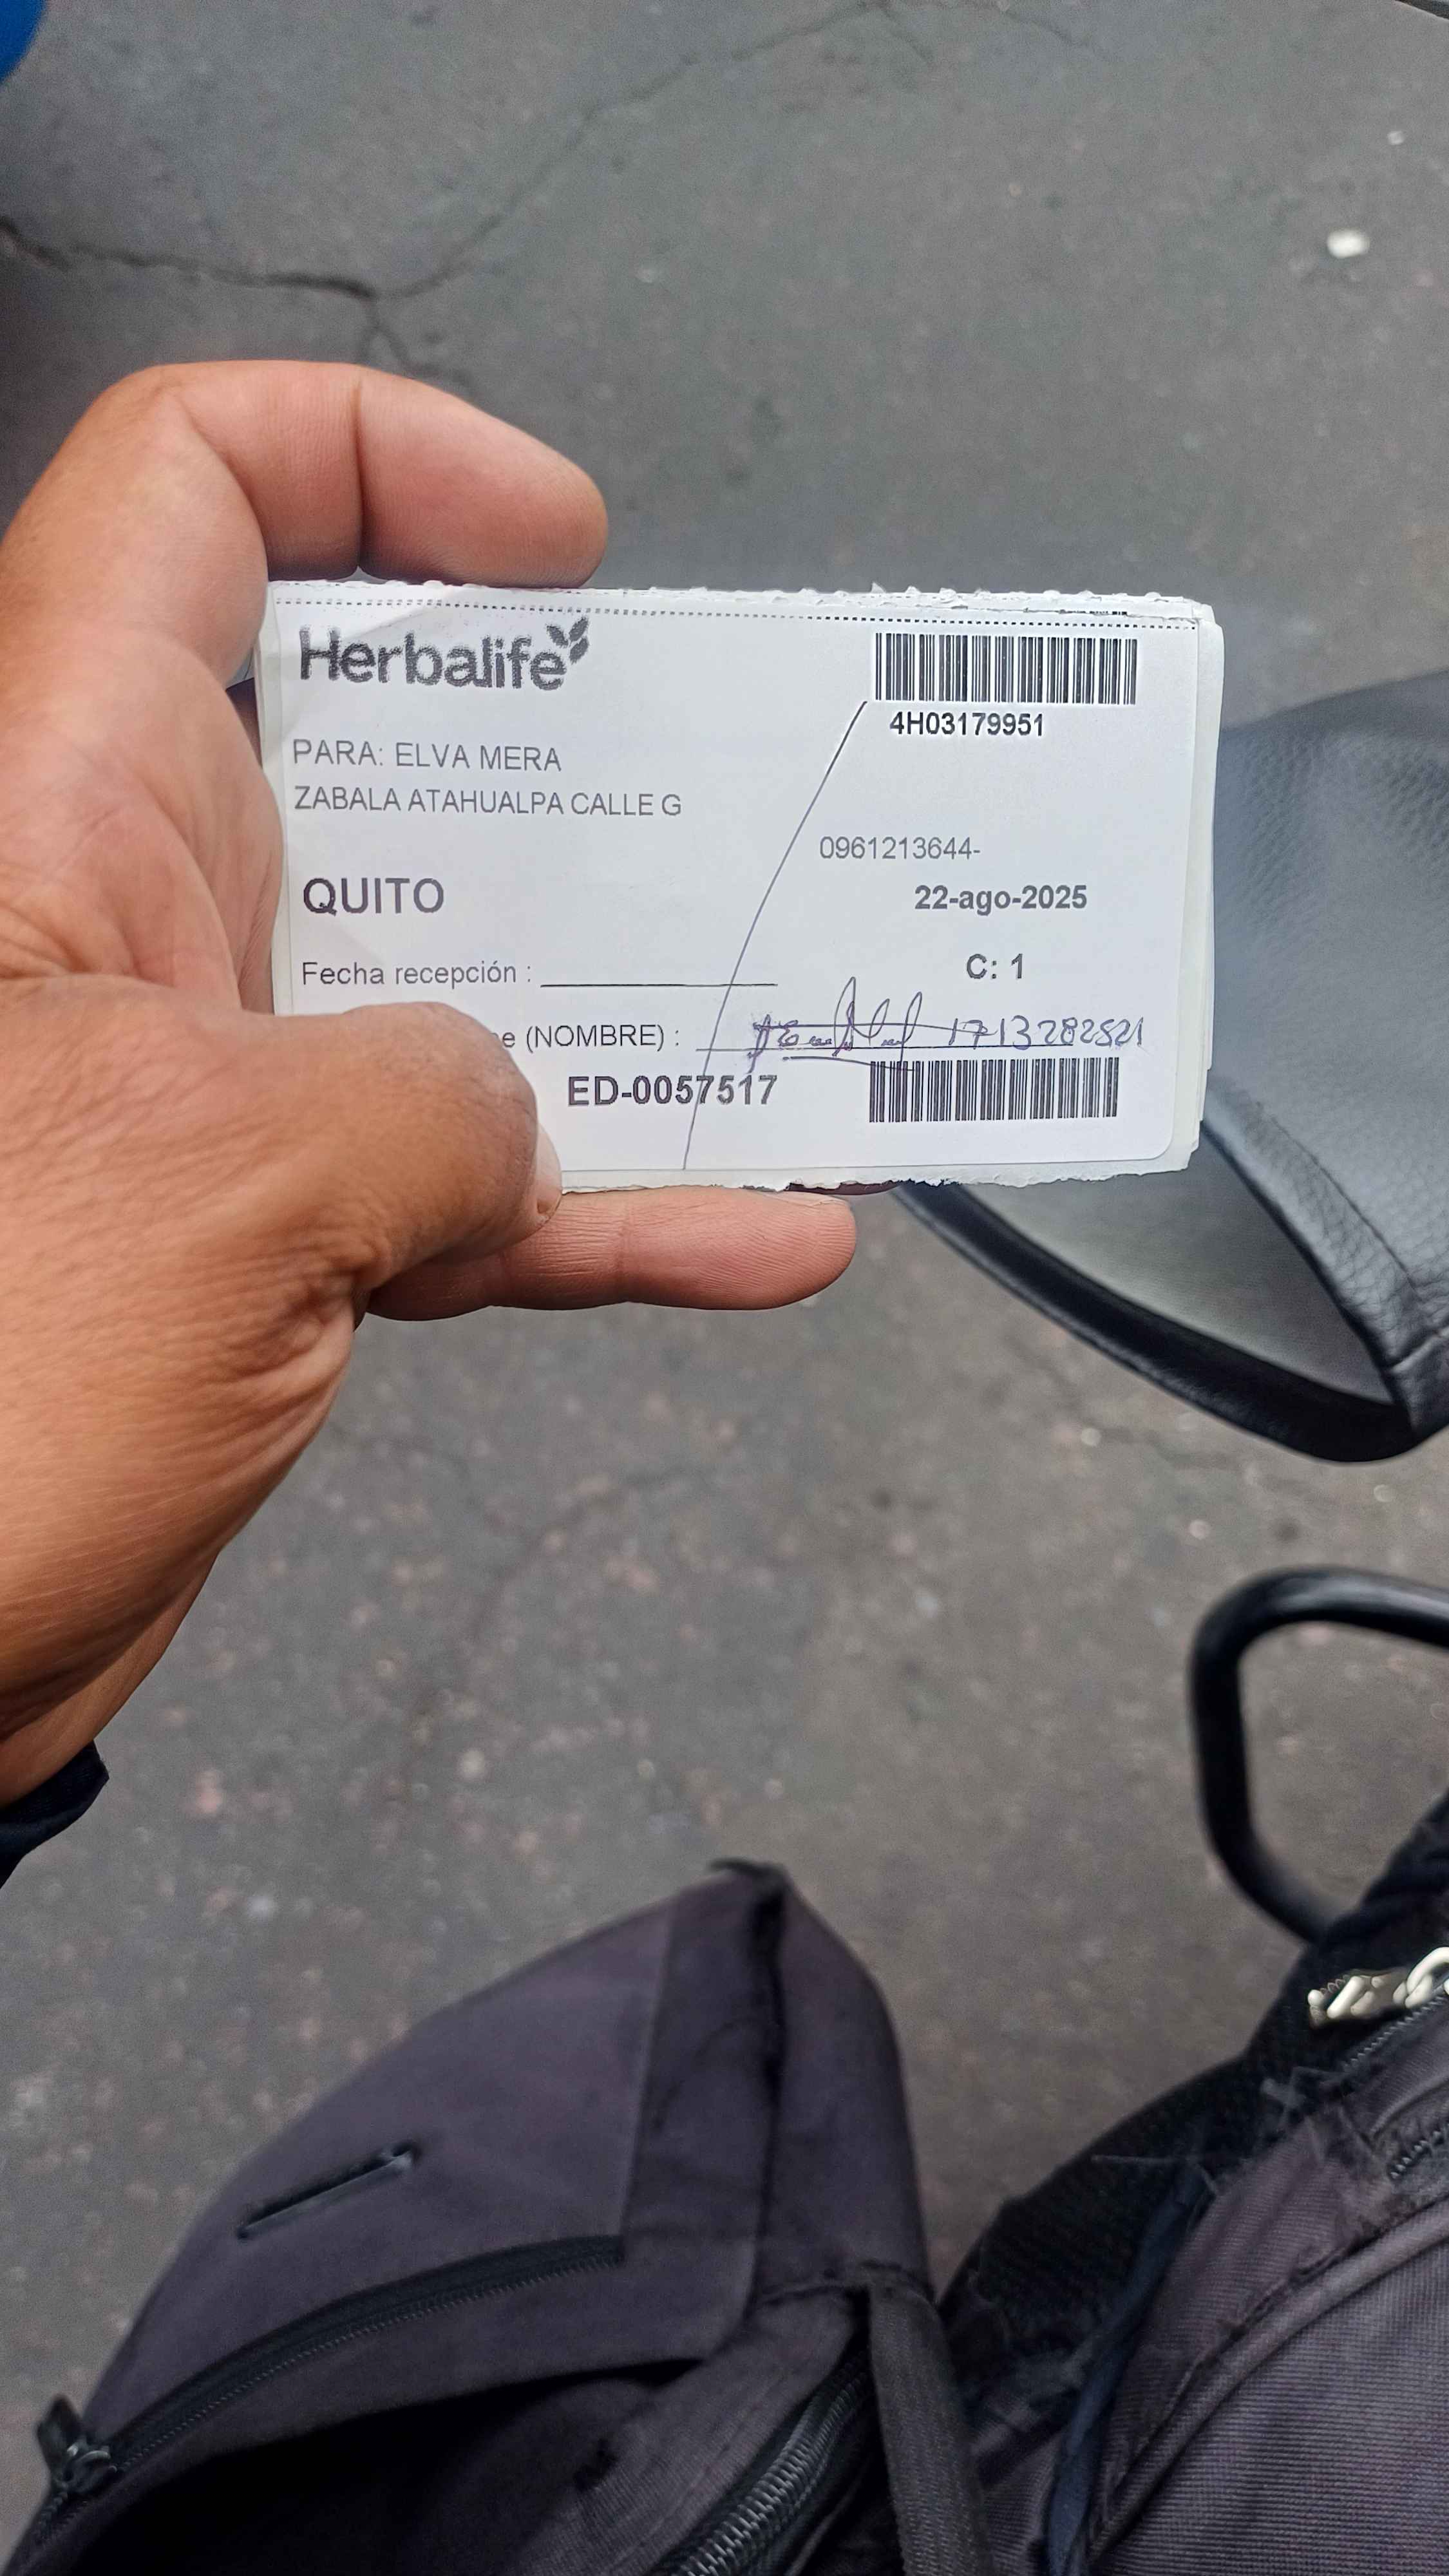 Herbalife
4H03179951
PARA: ELVA MERA
ZABALA ATAHUALPA CALLE G
0961213644-
QUITO
22-ago-2025
Fecha recepción :
C: 1
e (NOMBRE) : 1713282521
ED-0057517